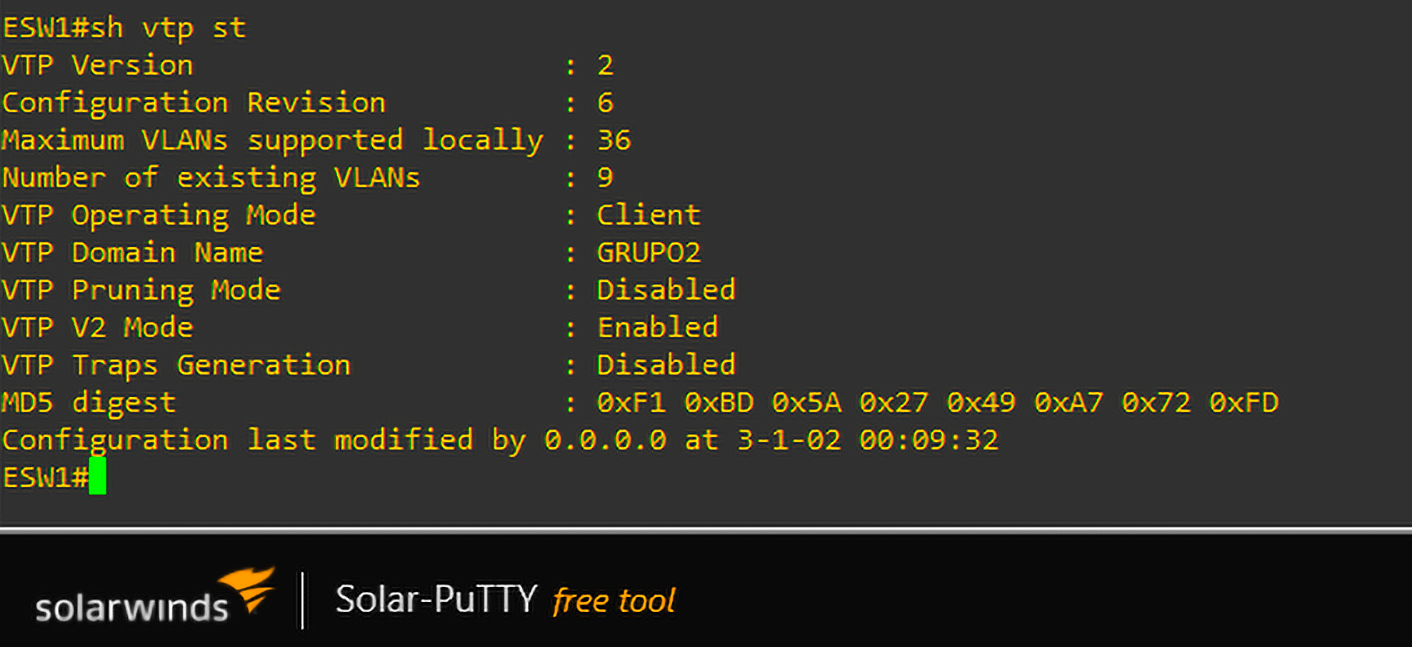 ESW1#sh vtp st
VTP Version                     : 2
Configuration Revision          : 6
Maximum VLANs supported locally : 36
Number of existing VLANs        : 9
VTP Operating Mode              : Client
VTP Domain Name                 : GRUPO2
VTP Pruning Mode                : Disabled
VTP V2 Mode                     : Enabled
VTP Traps Generation            : Disabled
MD5 digest                      : 0xF1 0xBD 0x5A 0x27 0x49 0xA7 0x72 0xFD
Configuration last modified by 0.0.0.0 at 3-1-02 00:09:32
ESW1#
solarwinds | Solar-PuTTY free tool